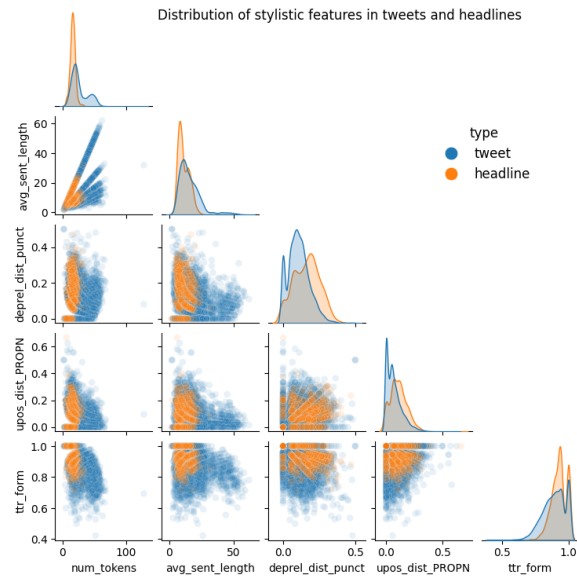 Distribution of stylistic features in tweets and headlines
type
tweet
headline
avg_sent_length
60
40
20
0
deprel_dist_punct
0.4
0.2
0.0
upos_dist_PROPN
0.6
0.4
0.2
0.0
ttr_form
1.0
0.8
0.6
0.4
0 100
0 50
0.0 0.5
0.0 0.5
0.5 1.0
num_tokens
avg_sent_length
deprel_dist_punct
upos_dist_PROPN
ttr_form